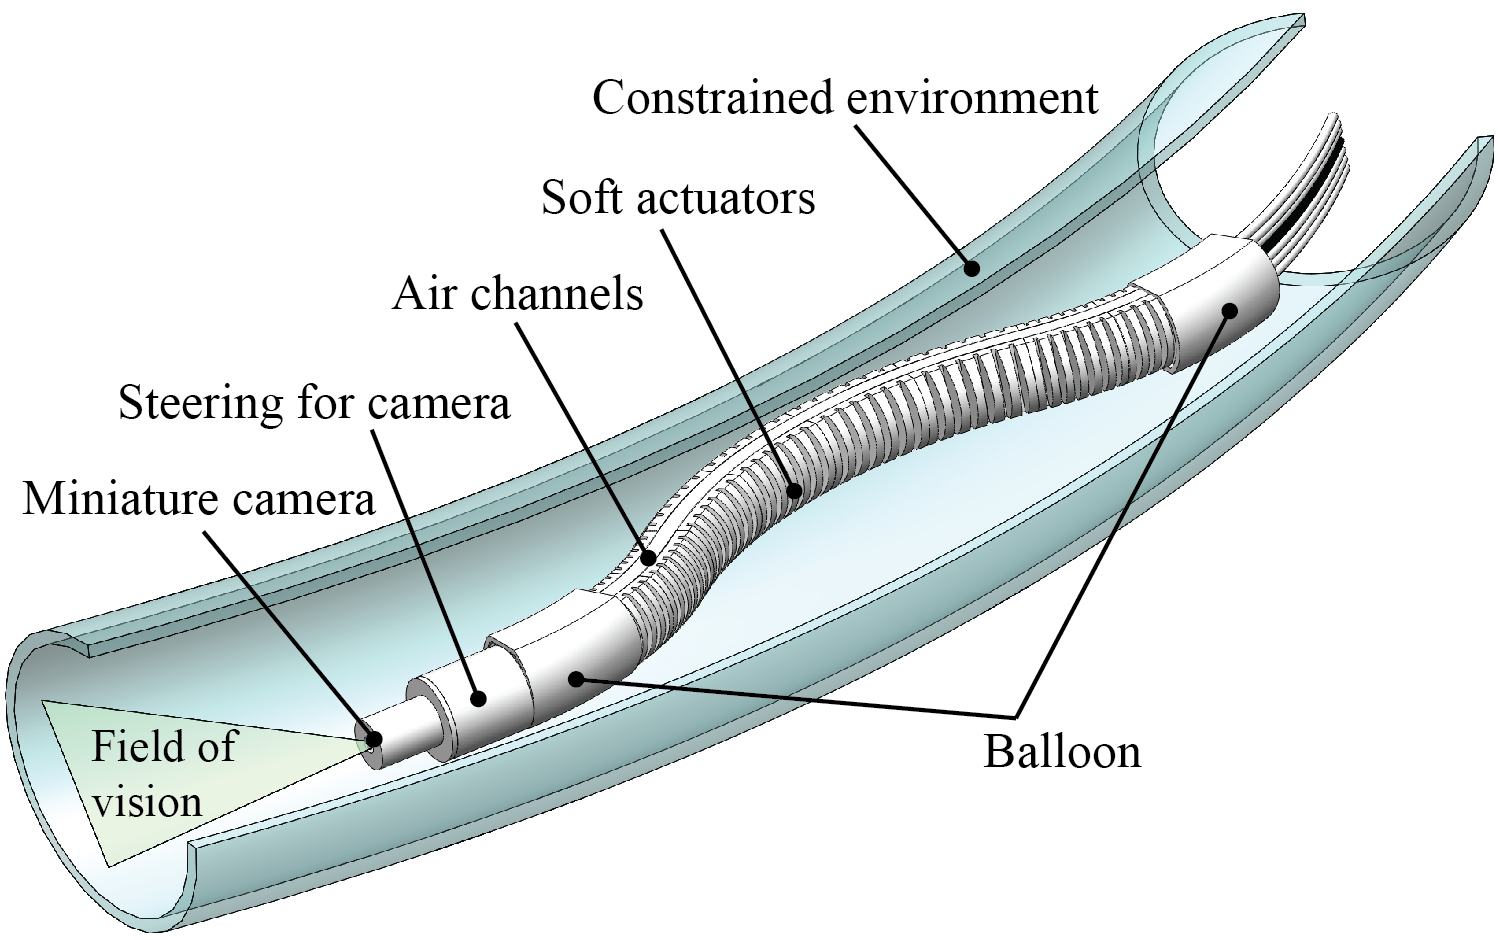 Constrained environment
Soft actuators
Air channels
Steering for camera
Miniature camera
Field of
vision
Balloon